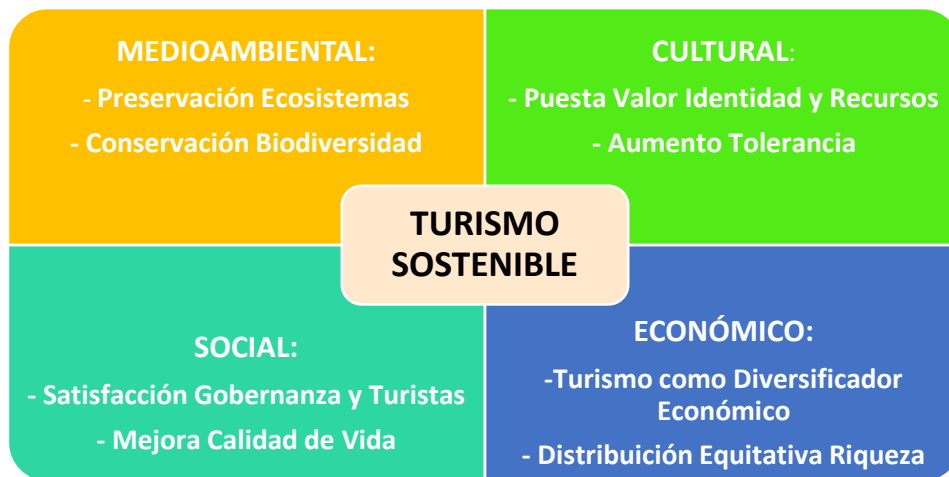 MEDIOAMBIENTAL:
- Preservación Ecosistemas
- Conservación Biodiversidad
CULTURAL:
- Puesta Valor Identidad y Recursos
- Aumento Tolerancia
TURISMO
SOSTENIBLE
SOCIAL:
- Satisfacción Gobernanza y Turistas
- Mejora Calidad de Vida
ECONÓMICO:
-Turismo como Diversificador
Económico
- Distribuición Equitativa Riqueza